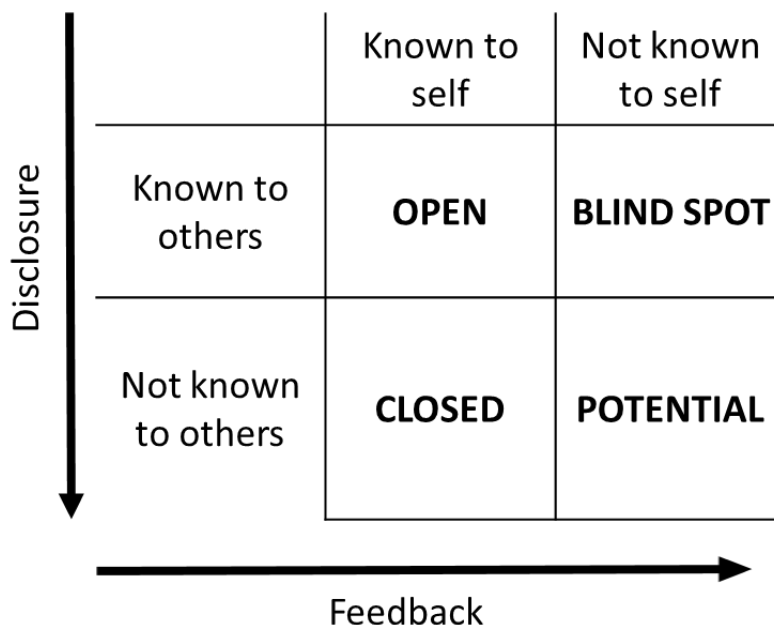 Known to
self
Not known
to self
Disclosure
Known to
others
OPEN
BLIND SPOT
Not known
to others
CLOSED
POTENTIAL
Feedback